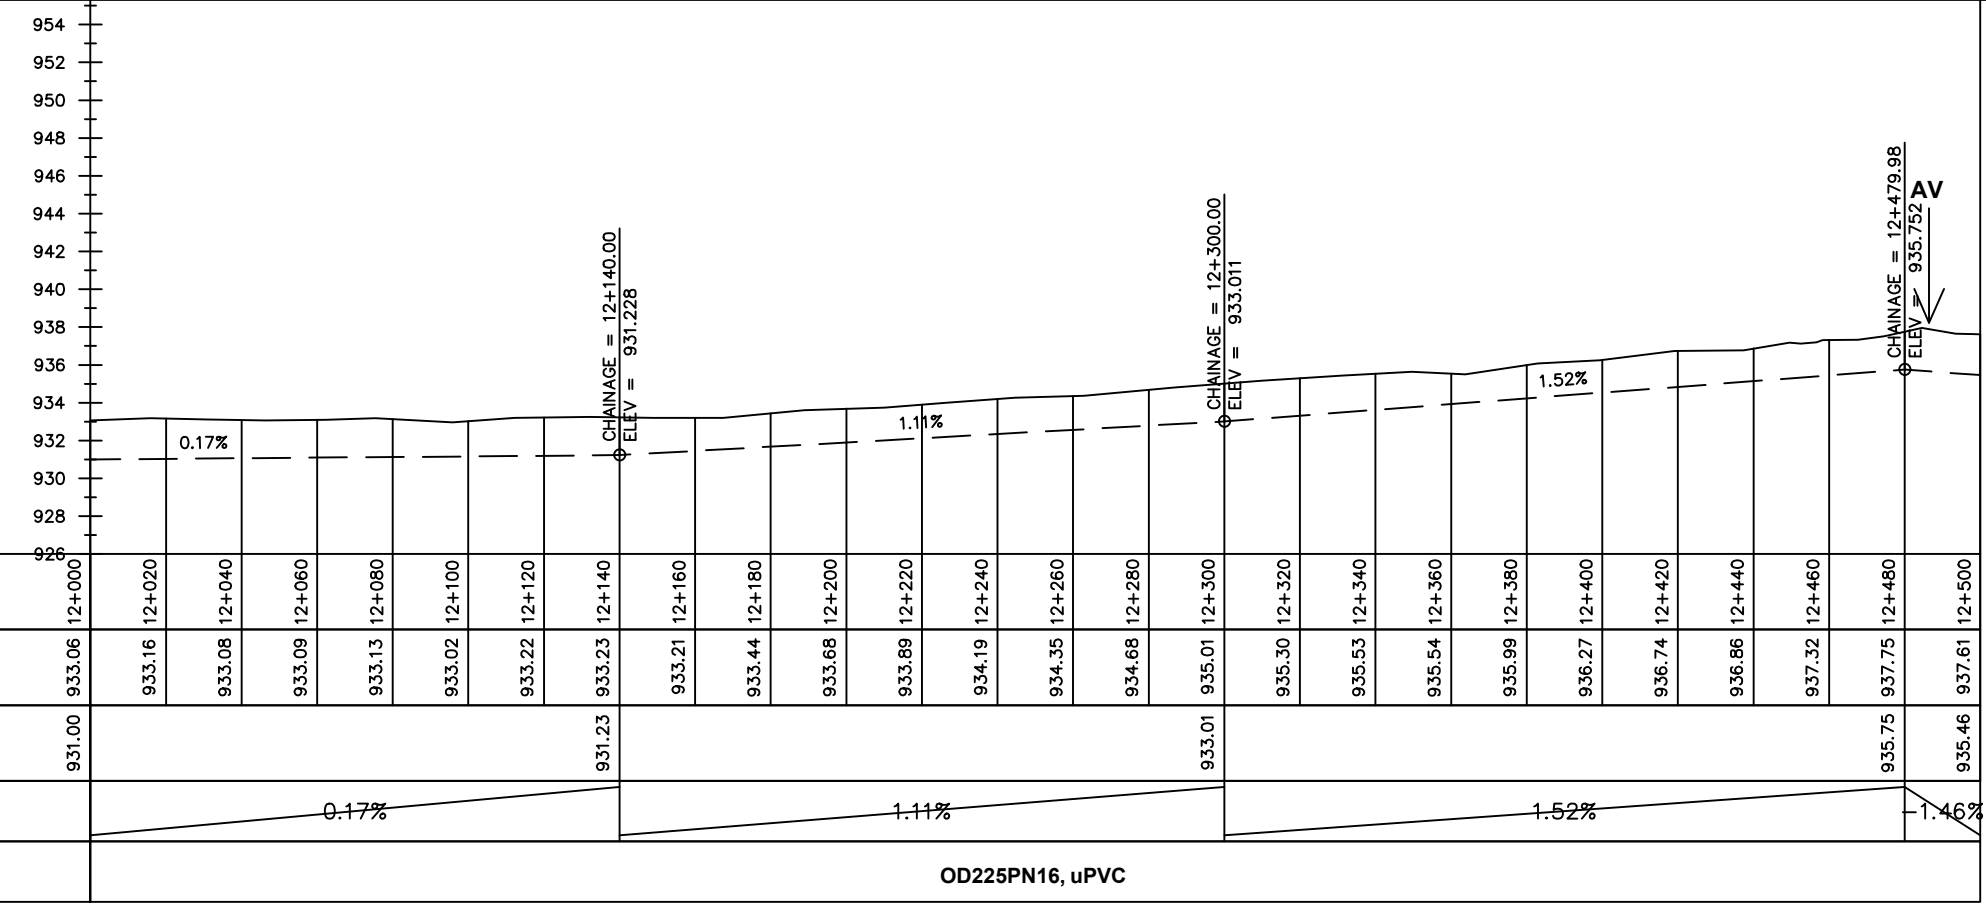 954
952
950
948
946
944
942
940
938
936
934
932
930
928
926
CHAINAGE = 12+140.00
ELEV = 931.228
CHAINAGE = 12+300.00
ELEV = 933.011
CHAINAGE = 12+479.98
ELEV = 935.752
AV
0.17%
1.11%
1.52%
12+000 12+020 12+040 12+060 12+080 12+100 12+120 12+140 12+160 12+180 12+200 12+220 12+240 12+260 12+280 12+300 12+320 12+340 12+360 12+380 12+400 12+420 12+440 12+460 12+480 12+500
933.06 933.16 933.08 933.09 933.13 933.02 933.22 933.23 933.21 933.44 933.68 933.89 934.19 934.35 934.68 935.01 935.30 935.53 935.54 935.99 936.27 936.74 936.86 937.32 937.75 937.61
931.00 931.23 933.01 935.75 935.46
0.17% 1.11% 1.52% -1.46%
OD225PN16, uPVC